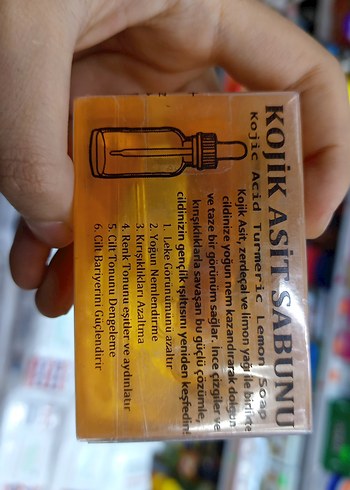 KOJİK ASİT SABUNU
Kojic Acid Turmeric Lemon Soap
Kojik Asit, zerdeçal ve limon yağı ile birlikte
cildinize yoğun nem kazandırarak dolgun
ve taze bir görünüm sağlar. İnce çizgiler ve
kırışıklıklarla savaşan bu güçlü çözümle,
cildinizin gençlik ışıltısını yeniden keşfedin!
1. Leke Görünümü azaltır
2. Yoğun Nemlendirme
3. Kırışıklıkları Azaltma
4. Renk Tonunu eşitler ve aydınlatır
5. Cilt Tonunu Dengeleme
6. Cilt Bariyerini Güçlendirir